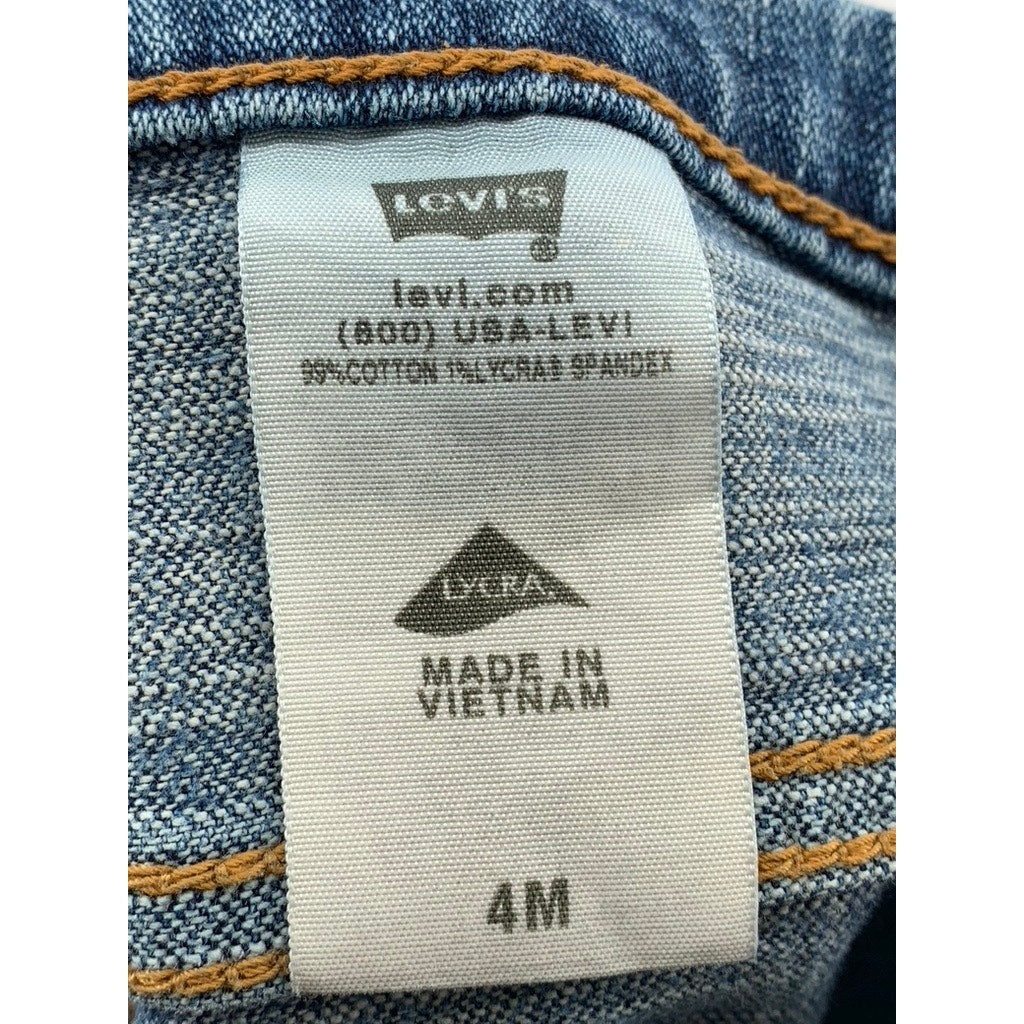 LEVI'S
®
levi.com
(800) USA-LEVI
99%COTTON 1%LYCRA® SPANDEX
LYCRA.
MADE IN
VIETNAM
4M